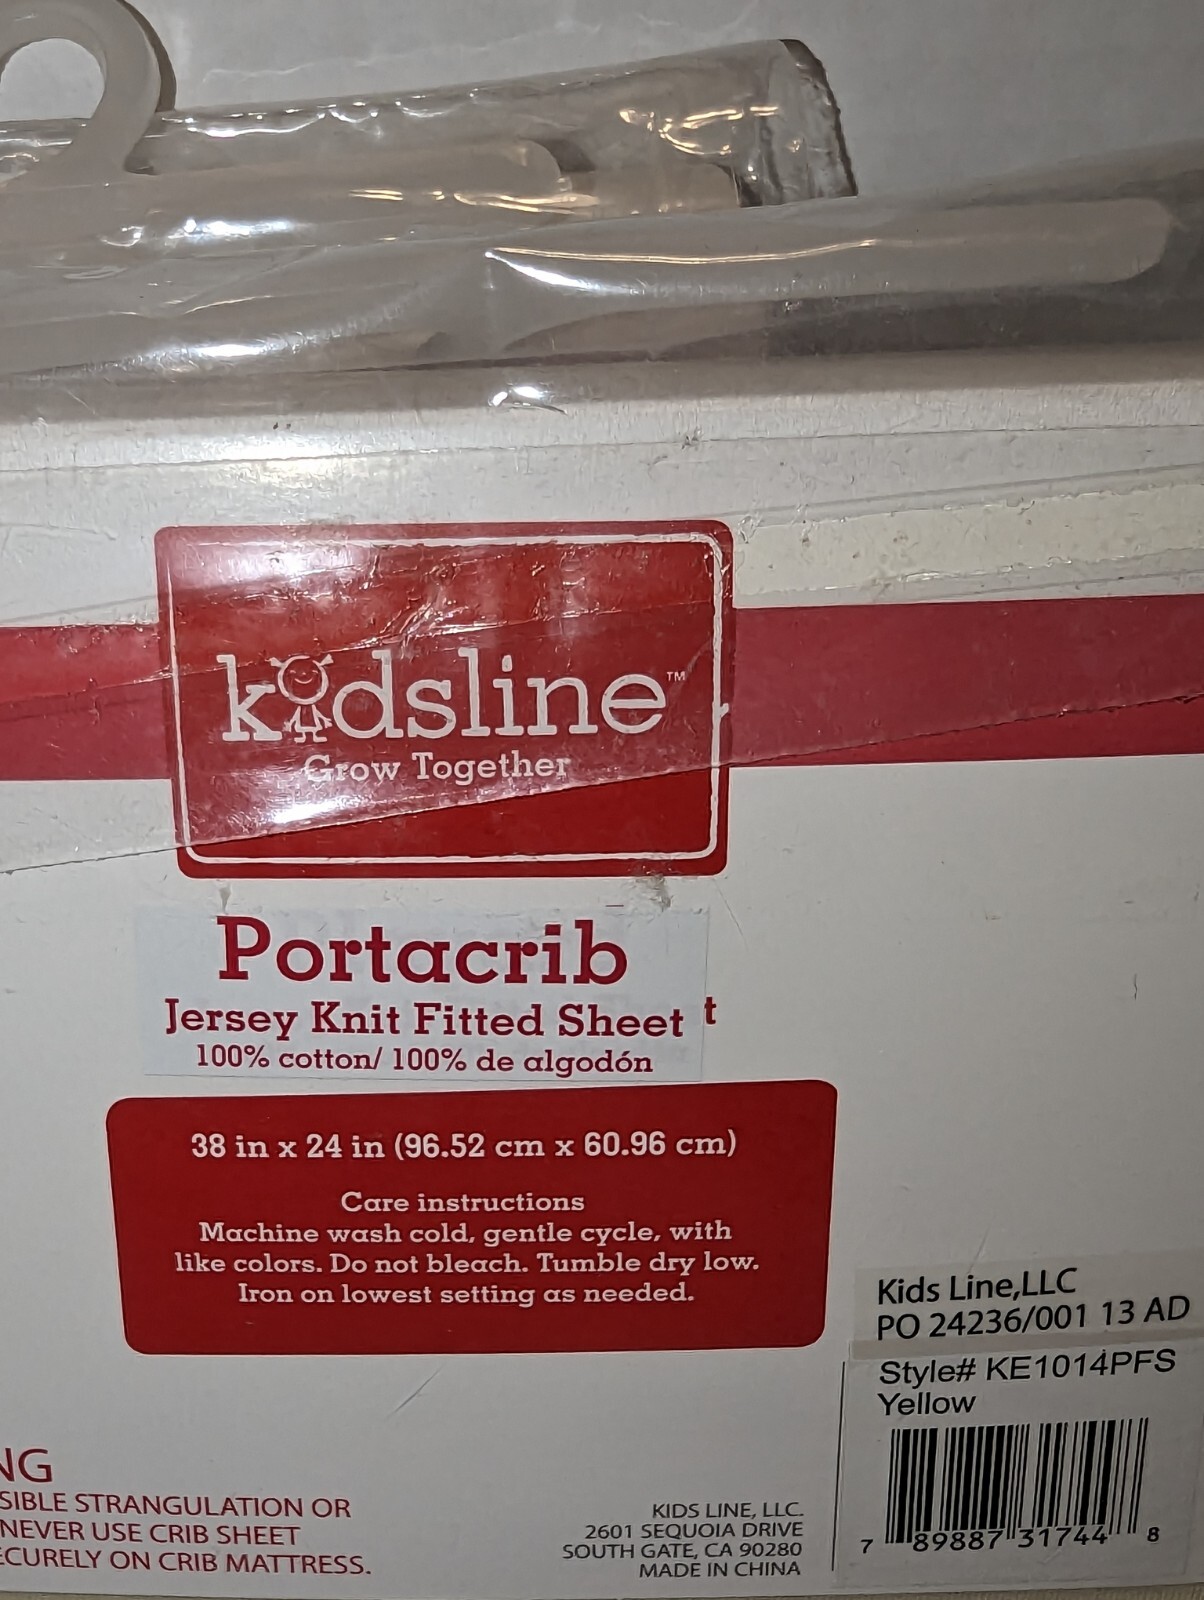 kidsline™
Grow Together
Portacrib
Jersey Knit Fitted Sheet t
100% cotton/ 100% de algodón
38 in x 24 in (96.52 cm x 60.96 cm)
Care instructions
Machine wash cold, gentle cycle, with
like colors. Do not bleach. Tumble dry low.
Iron on lowest setting as needed.
Kids Line,LLC
PO 24236/001 13 AD
Style# KE1014PFS
Yellow
7 89887 31744 8
NG
SIBLE STRANGULATION OR
NEVER USE CRIB SHEET
ECURELY ON CRIB MATTRESS.
KIDS LINE, LLC.
2601 SEQUOIA DRIVE
SOUTH GATE, CA 90280
MADE IN CHINA